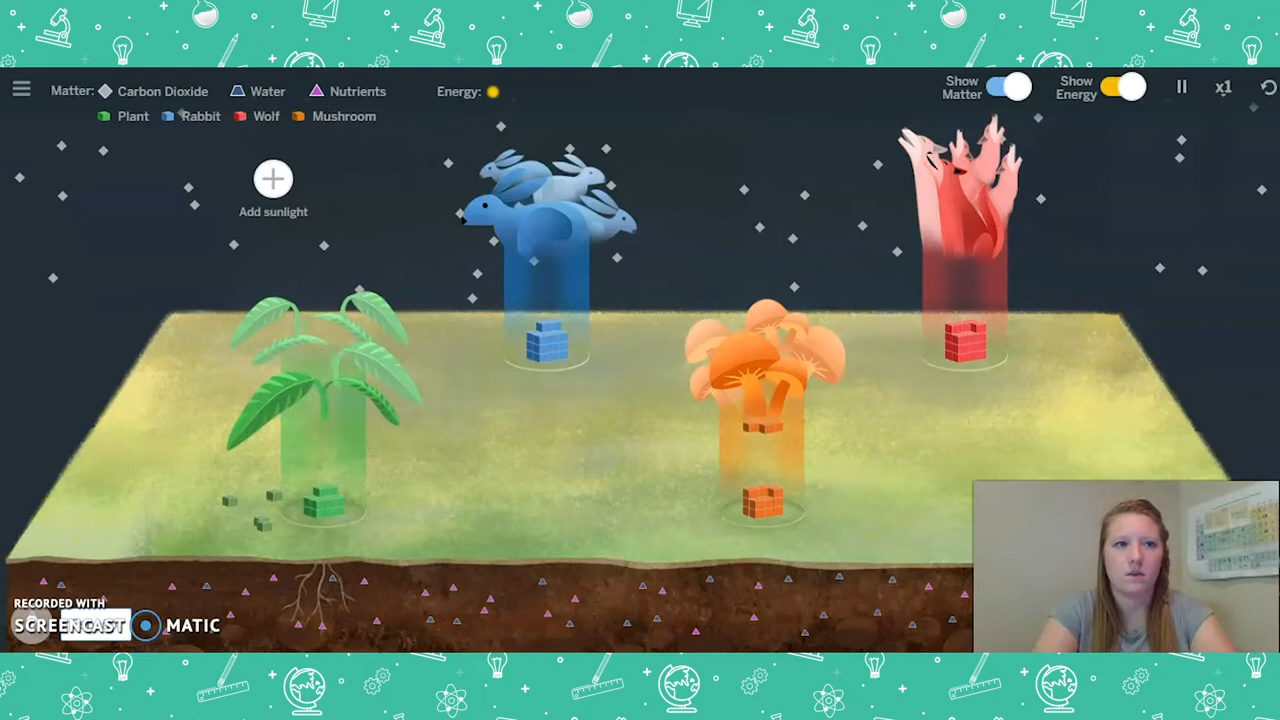 Matter: Carbon Dioxide Water Nutrients Energy:
Plant Rabbit Wolf Mushroom
Show Matter
Show Energy
x1
Add sunlight
RECORDED WITH
SCREENCAST MATIC